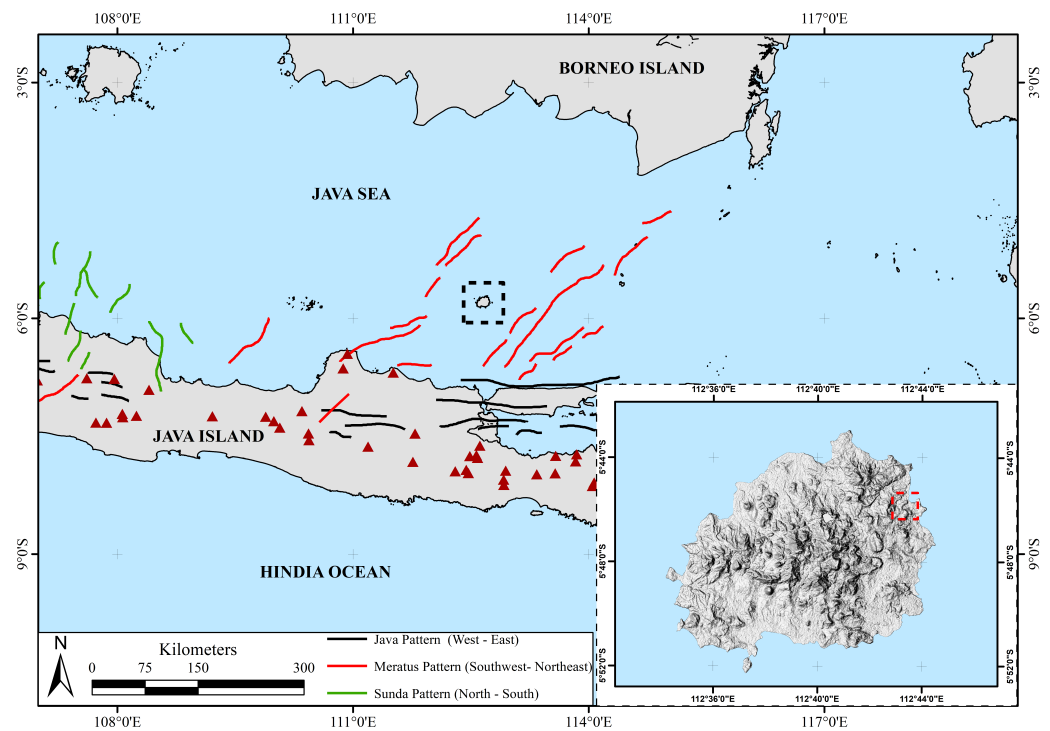 108°0'E 111°0'E 114°0'E 117°0'E
3°0'S 3°0'S
BORNEO ISLAND
JAVA SEA
6°0'S 6°0'S
JAVA ISLAND
9°0'S 9°0'S
HINDIA OCEAN
N
Kilometers
0 75 150 300
Java Pattern (West - East)
Meratus Pattern (Southwest- Northeast)
Sunda Pattern (North - South)
112°36'0"E 112°40'0"E 112°44'0"E
5°44'0"S 5°44'0"S
5°48'0"S 5°48'0"S
5°52'0"S 5°52'0"S
112°36'0"E 112°40'0"E 112°44'0"E
108°0'E 111°0'E 114°0'E 117°0'E